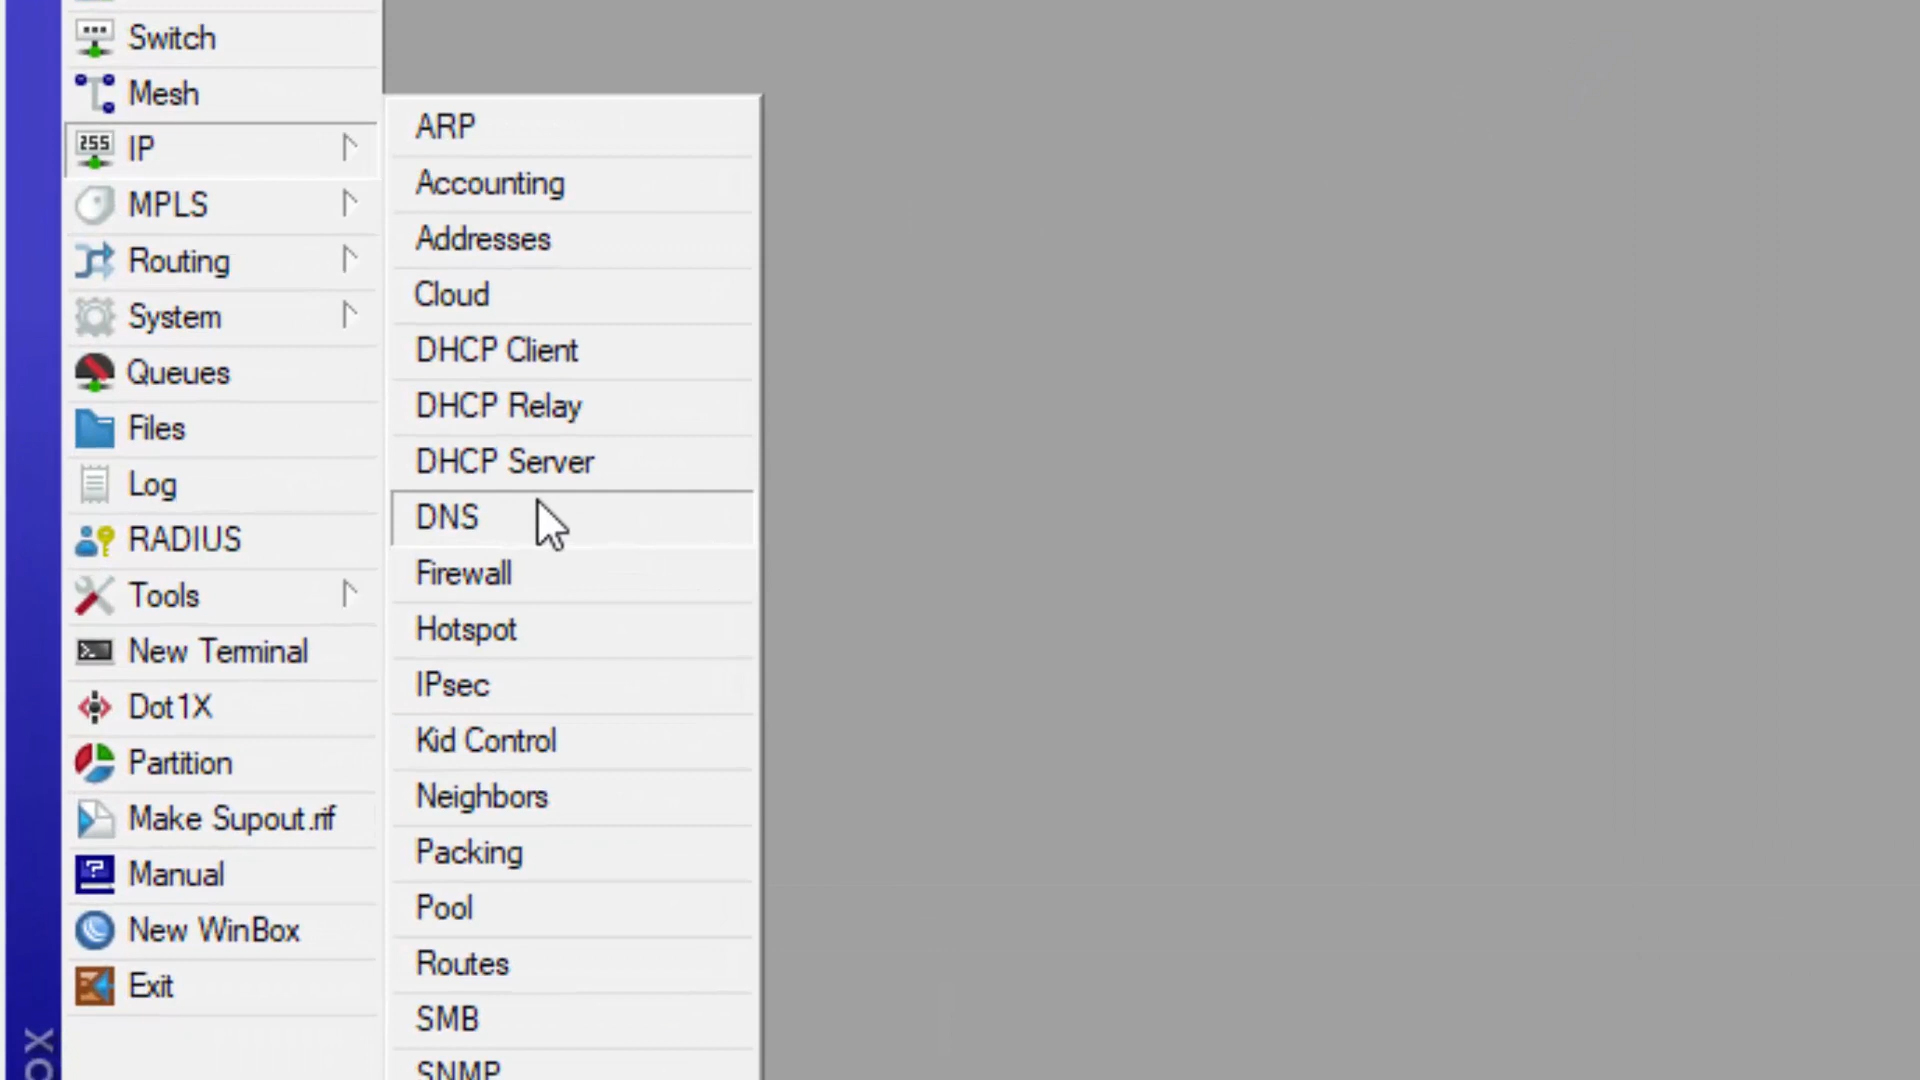 Switch
Mesh
IP
MPLS
Routing
System
Queues
Files
Log
RADIUS
Tools
New Terminal
Dot1X
Partition
Make Supout.rif
Manual
New WinBox
Exit
ARP
Accounting
Addresses
Cloud
DHCP Client
DHCP Relay
DHCP Server
DNS
Firewall
Hotspot
IPsec
Kid Control
Neighbors
Packing
Pool
Routes
SMB
SNMP
255
OX